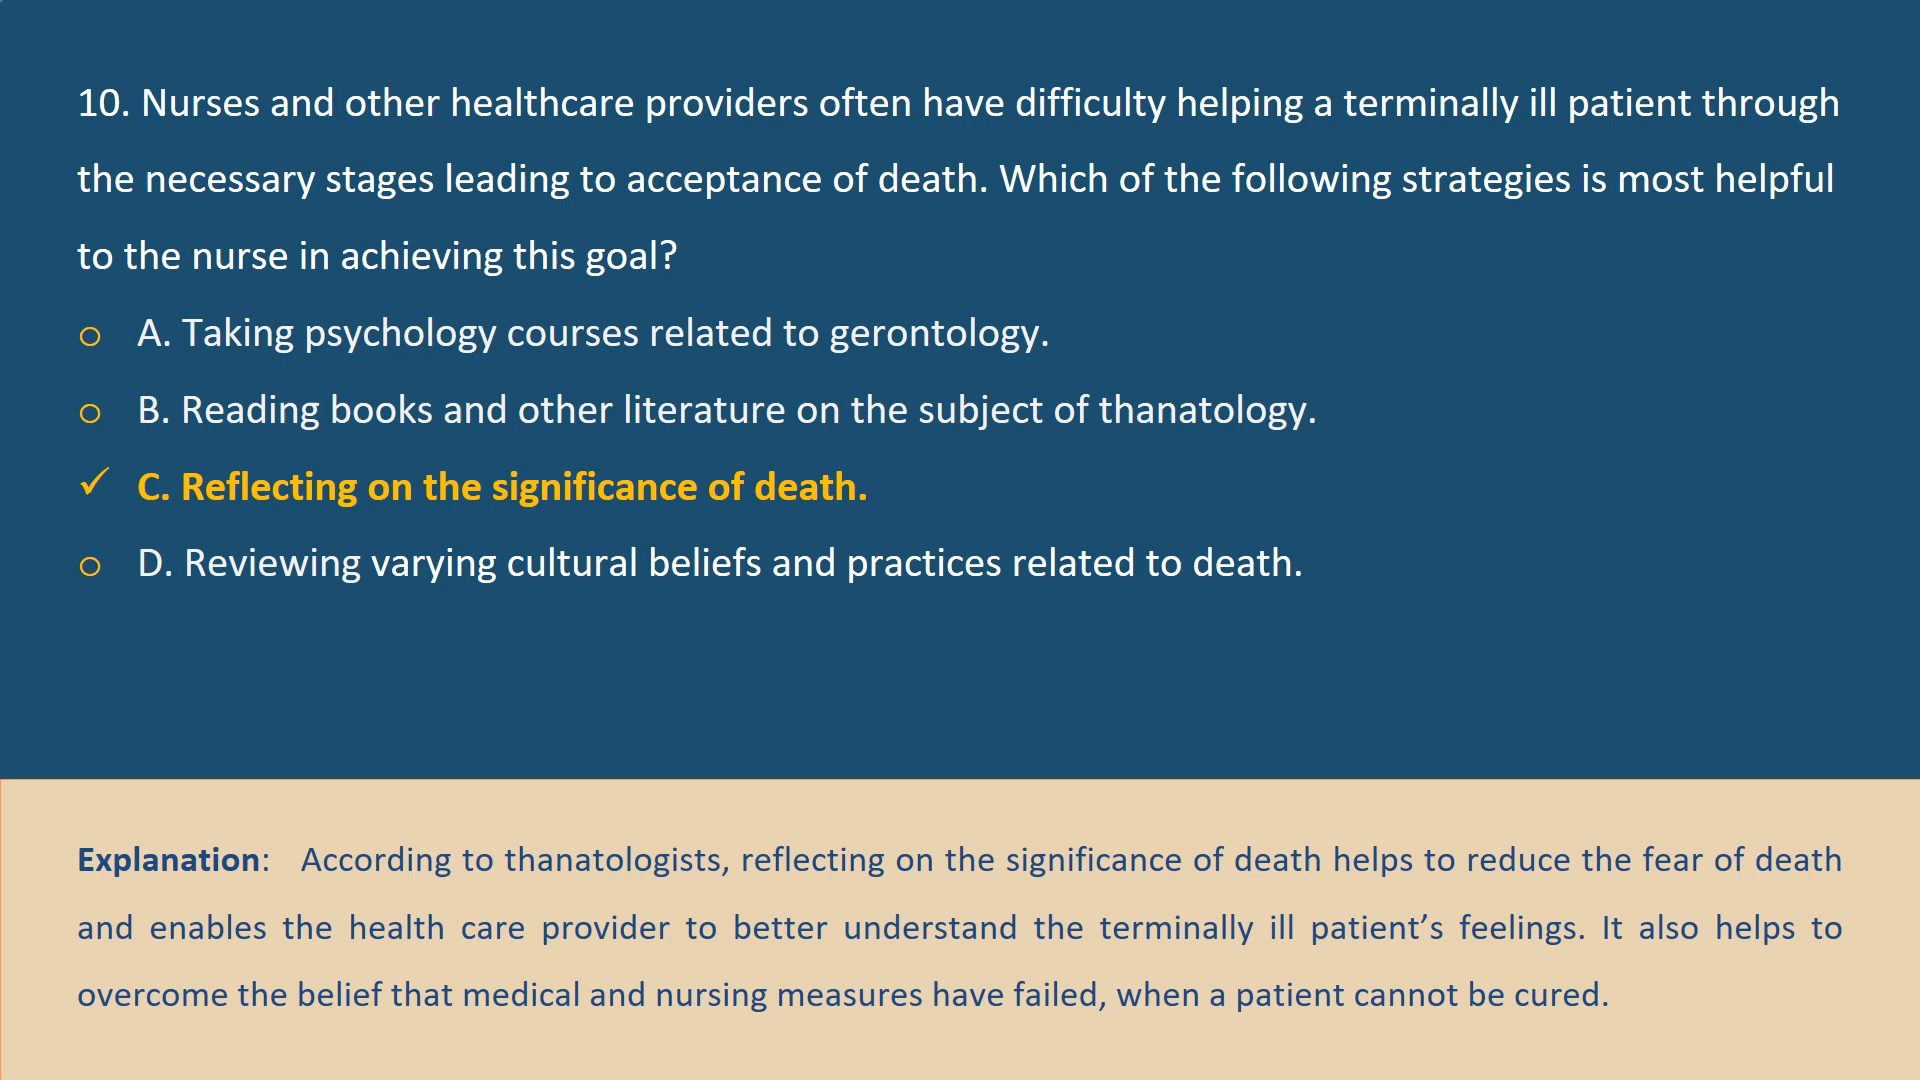 10. Nurses and other healthcare providers often have difficulty helping a terminally ill patient through
the necessary stages leading to acceptance of death. Which of the following strategies is most helpful
to the nurse in achieving this goal?
o A. Taking psychology courses related to gerontology.
o B. Reading books and other literature on the subject of thanatology.
✓ C. Reflecting on the significance of death.
o D. Reviewing varying cultural beliefs and practices related to death.
Explanation: According to thanatologists, reflecting on the significance of death helps to reduce the fear of death
and enables the health care provider to better understand the terminally ill patient’s feelings. It also helps to
overcome the belief that medical and nursing measures have failed, when a patient cannot be cured.